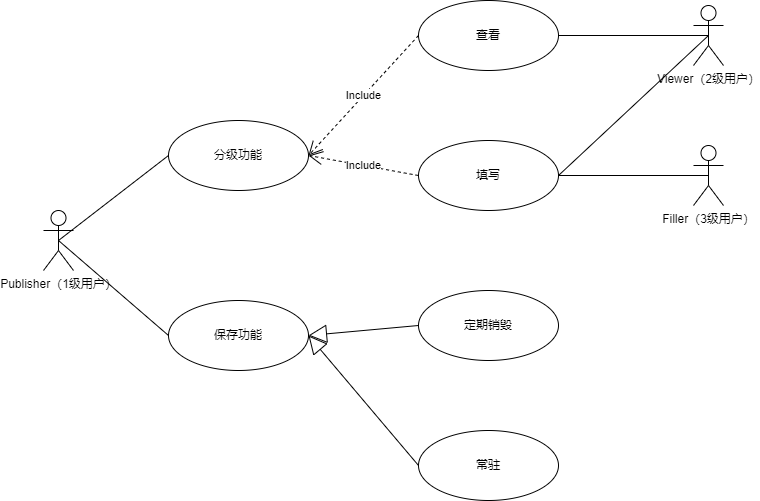 查看
Viewer（2级用户）
Include
分级功能
Include
填写
Filler（3级用户）
Publisher（1级用户）
保存功能
定期销毁
常驻